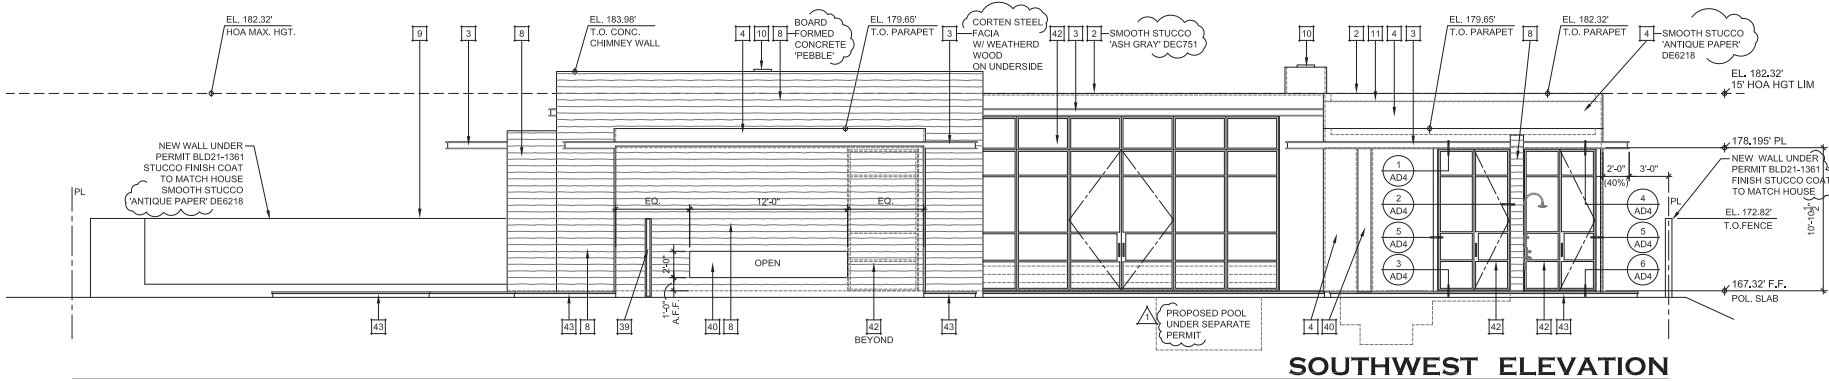 EL. 182.32'
HOA MAX. HGT.
9
3
8
EL. 183.98'
T.O. CONC.
CHIMNEY WALL
4
10
8
BOARD
FORMED
CONCRETE
'PEBBLE'
EL. 179.65'
T.O. PARAPET
3
CORTEN STEEL
FACIA
W/ WEATHERD
WOOD
ON UNDERSIDE
42
3
2
SMOOTH STUCCO
'ASH GRAY' DEC751
10
2
11
4
3
EL. 179.65'
T.O. PARAPET
EL. 182.32'
T.O. PARAPET
8
4
SMOOTH STUCCO
'ANTIQUE PAPER'
DE6218
EL. 182.32'
15' HOA HGT LIM
NEW WALL UNDER
PERMIT BLD21-1361
STUCCO FINISH COAT
TO MATCH HOUSE
SMOOTH STUCCO
'ANTIQUE PAPER' DE6218
PL
EQ.
12'-0"
EQ.
OPEN
2'-0"
1'-0"
A.F.F.
1
AD4
2
AD4
5
AD4
3
AD4
4
AD4
5
AD4
6
AD4
2'-0"
(40%)
3'-0"
178.195' PL
NEW WALL UNDER
PERMIT BLD21-1361
FINISH STUCCO COAT
TO MATCH HOUSE
PL
EL. 172.82'
T.O.FENCE
10'-10 1/2"
167.32' F.F.
POL. SLAB
43
43
8
39
40
8
42
BEYOND
43
1
PROPOSED POOL
UNDER SEPARATE
PERMIT
4
40
42
42
43
SOUTHWEST ELEVATION